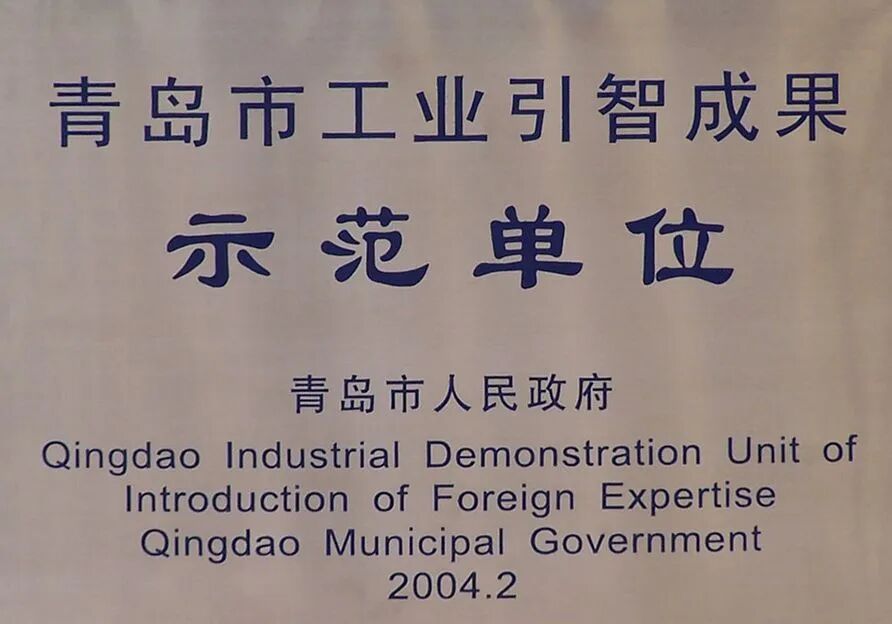 青岛市工业引智成果
示范单位
青岛市人民政府
Qingdao Industrial Demonstration Unit of
Introduction of Foreign Expertise
Qingdao Municipal Government
2004.2